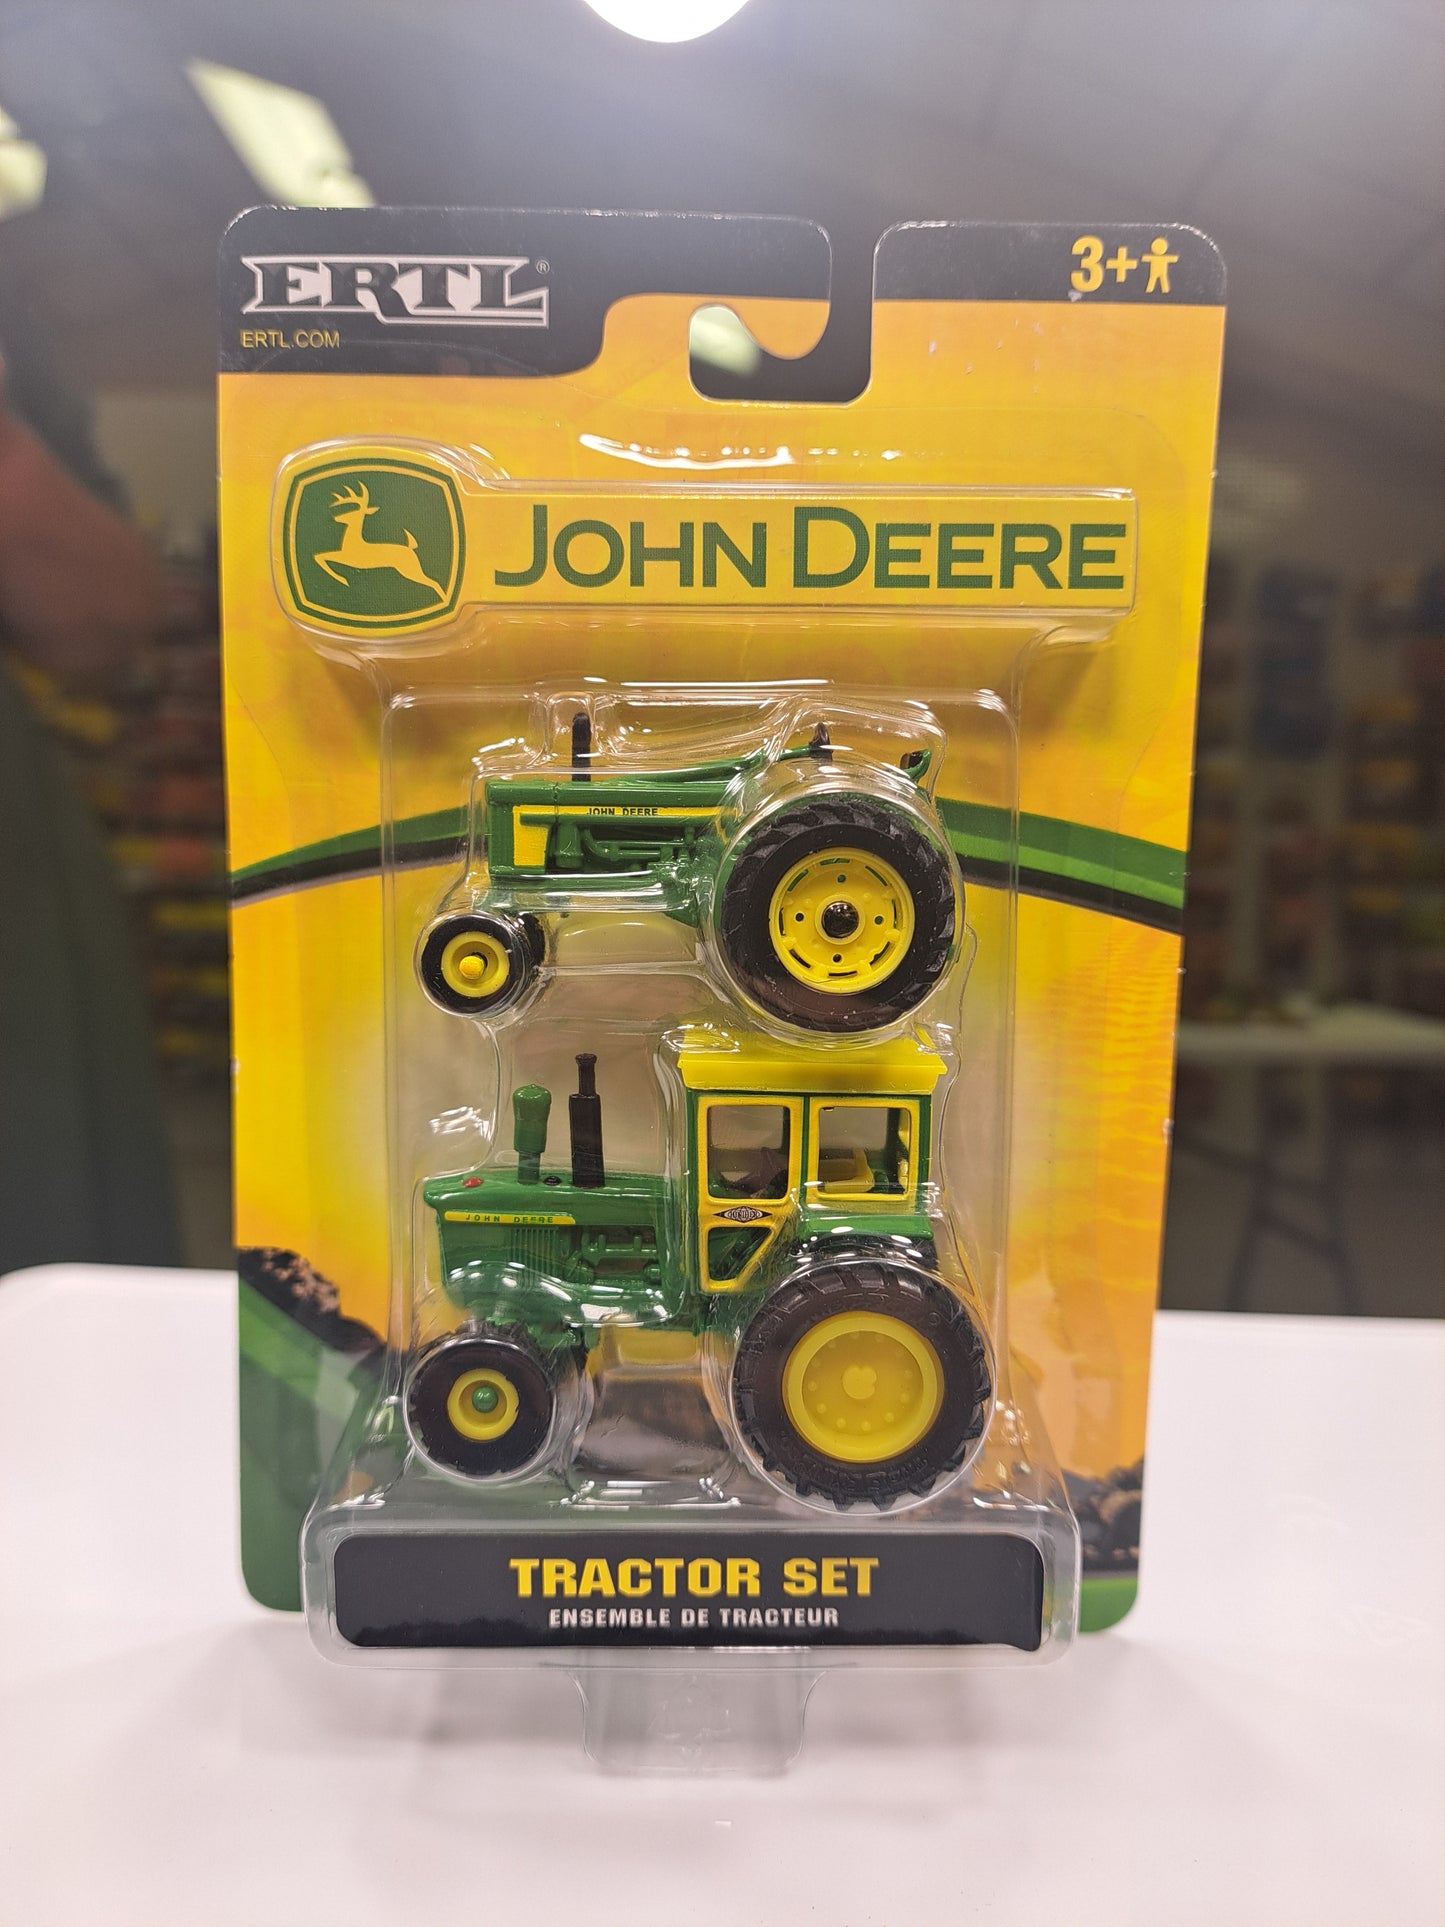 ERTL®
ERTL.COM
3+
JOHN DEERE
JOHN DEERE
JOHN DEERE
TRACTOR SET
ENSEMBLE DE TRACTEUR